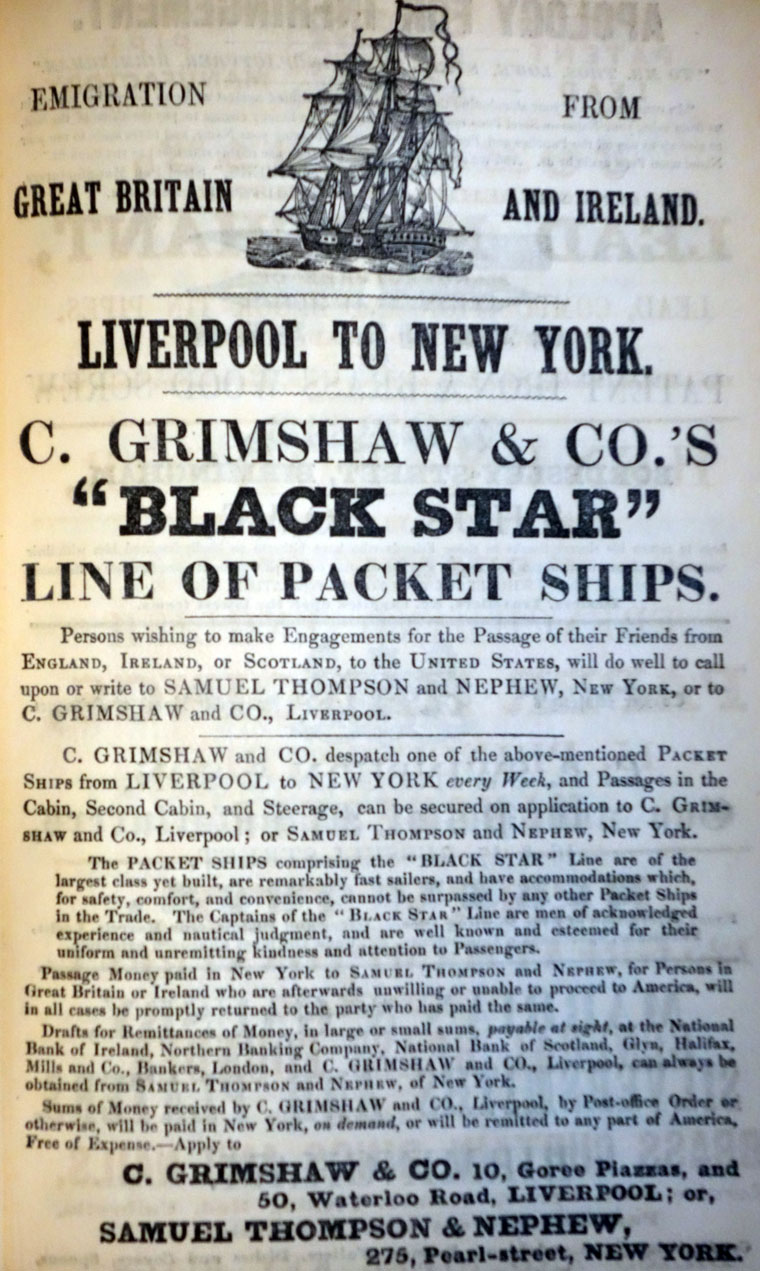 EMIGRATION FROM
GREAT BRITAIN AND IRELAND.
LIVERPOOL TO NEW YORK.
C. GRIMSHAW & CO.'S
"BLACK STAR"
LINE OF PACKET SHIPS.
Persons wishing to make Engagements for the Passage of their Friends from
ENGLAND, IRELAND, or SCOTLAND, to the UNITED STATES, will do well to call
upon or write to SAMUEL THOMPSON and NEPHEW, NEW YORK, or to
C. GRIMSHAW and CO., LIVERPOOL.
C. GRIMSHAW and CO. despatch one of the above-mentioned PACKET
SHIPS from LIVERPOOL to NEW YORK every Week, and Passages in the
Cabin, Second Cabin, and Steerage, can be secured on application to C. GRIM-
SHAW and Co., Liverpool; or SAMUEL THOMPSON and NEPHEW, New York.
The PACKET SHIPS comprising the "BLACK STAR" Line are of the
largest class yet built, are remarkably fast sailers, and have accommodations which,
for safety, comfort, and convenience, cannot be surpassed by any other Packet Ships
in the Trade. The Captains of the "BLACK STAR" Line are men of acknowledged
experience and nautical judgment, and are well known and esteemed for their
uniform and unremitting kindness and attention to Passengers.
Passage Money paid in New York to SAMUEL THOMPSON and NEPHEW, for Persons in
Great Britain or Ireland who are afterwards unwilling or unable to proceed to America, will
in all cases be promptly returned to the party who has paid the same.
Drafts for Remittances of Money, in large or small sums, payable at sight, at the National
Bank of Ireland, Northern Banking Company, National Bank of Scotland, Glyn, Halifax,
Mills and Co., Bankers, London, and C. GRIMSHAW and CO., Liverpool, can always be
obtained from SAMUEL THOMPSON and NEPHEW, of New York.
Sums of Money received by C. GRIMSHAW and CO., Liverpool, by Post-office Order or
otherwise, will be paid in New York, on demand, or will be remitted to any part of America,
Free of Expense.—Apply to
C. GRIMSHAW & CO. 10, Goree Piazzas, and
50, Waterloo Road, LIVERPOOL; or,
SAMUEL THOMPSON & NEPHEW,
275, Pearl-street, NEW YORK.